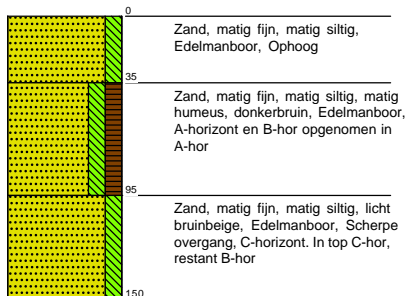 0
Zand, matig fijn, matig siltig,
Edelmanboor, Ophoog
35
Zand, matig fijn, matig siltig, matig
humeus, donkerbruin, Edelmanboor,
A-horizont en B-hor opgenomen in
A-hor
95
Zand, matig fijn, matig siltig, licht
bruinbeige, Edelmanboor, Scherpe
overgang, C-horizont. In top C-hor,
restant B-hor
150